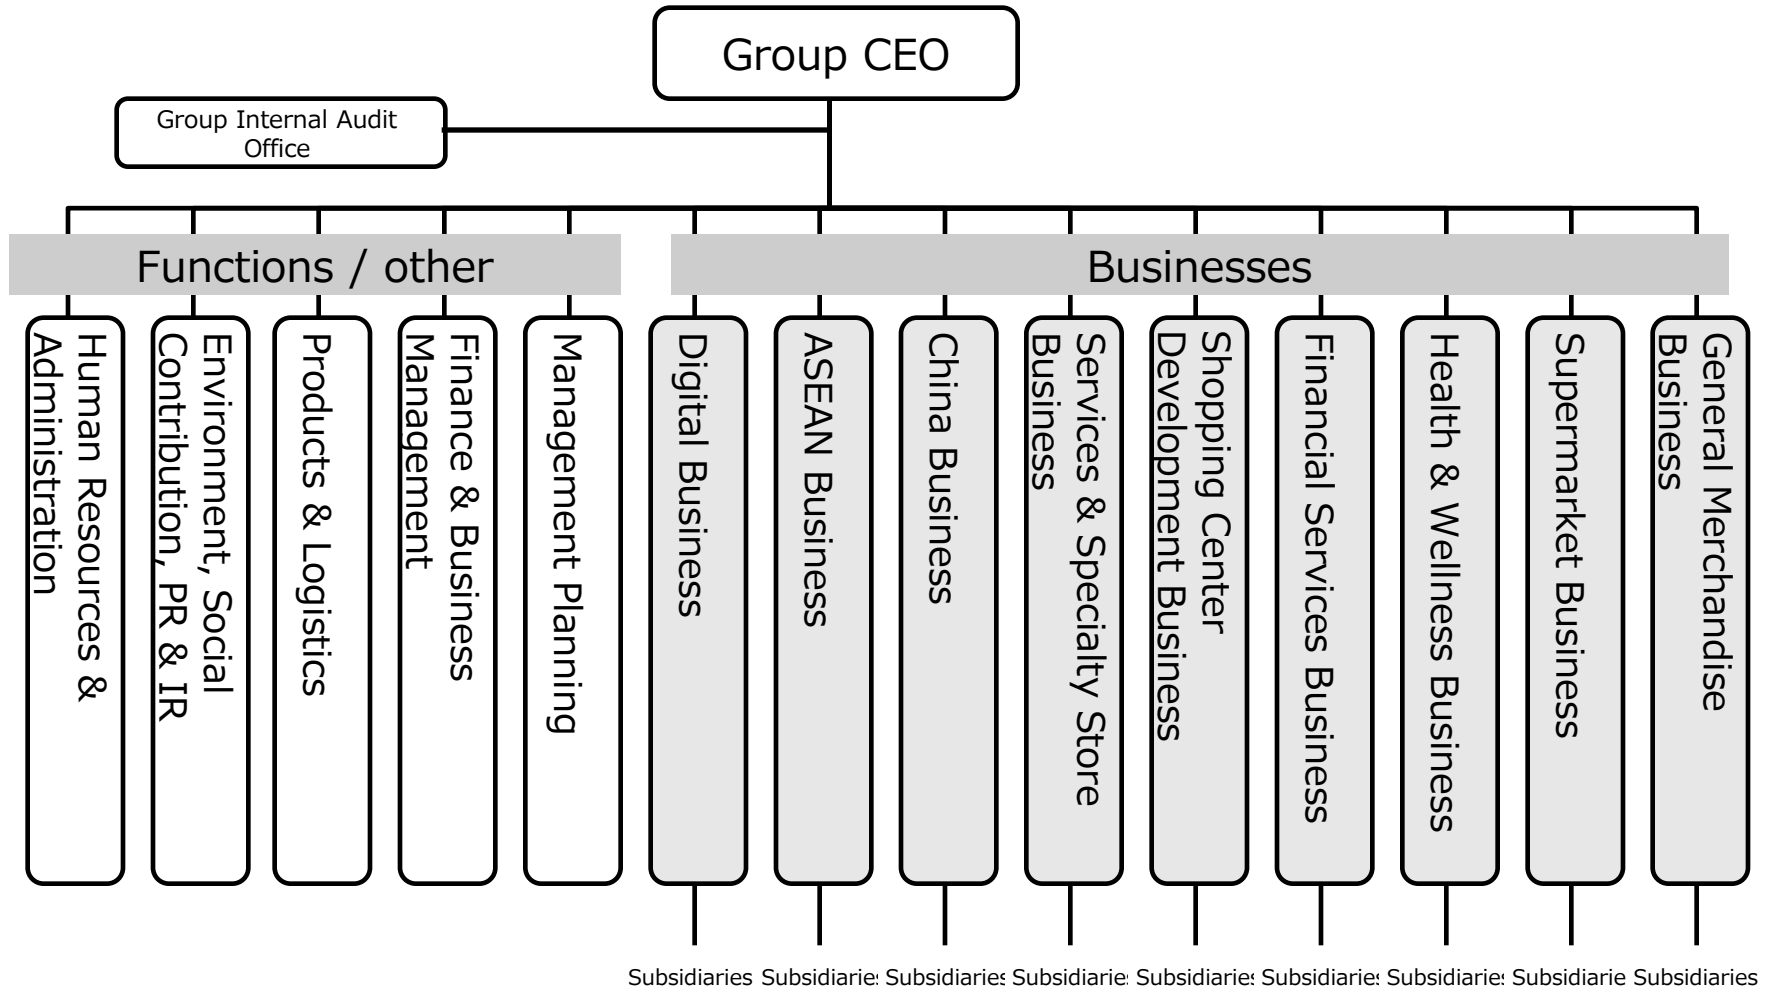 Group CEO
Group Internal Audit
Office
Functions / other
Businesses
Human Resources &
Administration
Environment, Social
Contribution, PR & IR
Products & Logistics
Finance & Business
Management
Management Planning
Digital Business
ASEAN Business
China Business
Services & Specialty Store
Business
Shopping Center
Development Business
Financial Services Business
Health & Wellness Business
Supermarket Business
General Merchandise
Business
Subsidiaries Subsidiaries Subsidiaries Subsidiaries Subsidiaries Subsidiaries Subsidiaries Subsidiarie Subsidiaries